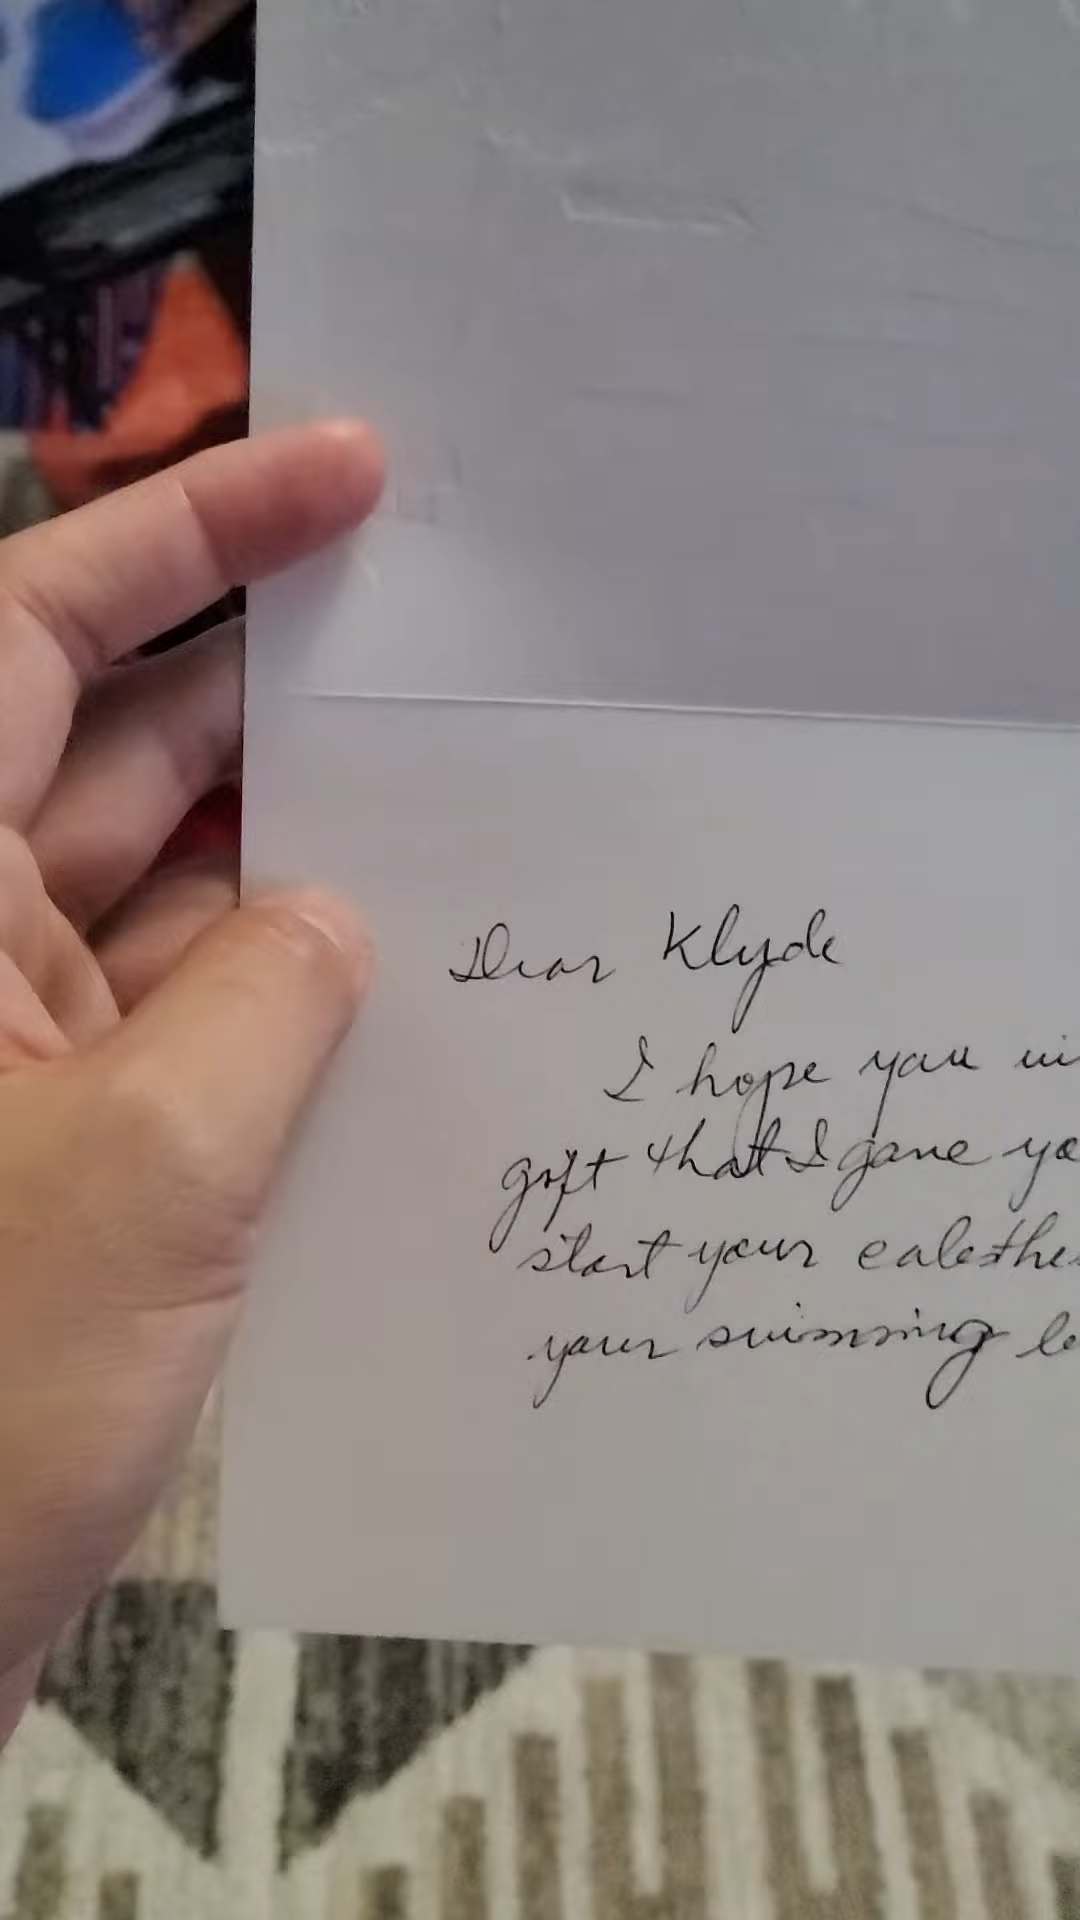 Dear Klyde
I hope you
gift that I gave
start your
your swimming